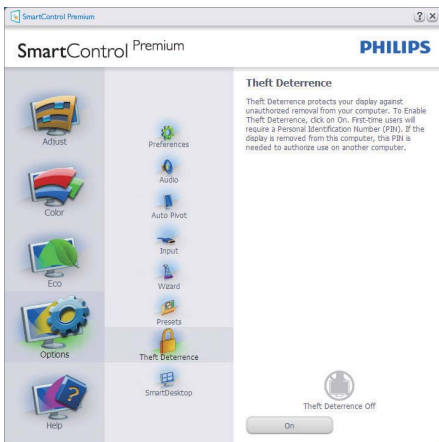 SmartControl Premium
SmartControl Premium
PHILIPS
Adjust
Color
Eco
Options
Help
Preferences
Audio
Auto Pivot
Input
Wizard
Presets
Theft Deterrence
SmartDesktop
Theft Deterrence
Theft Deterrence protects your display against
unauthorized removal from your computer. To Enable
Theft Deterrence, click on On. First-time users will
require a Personal Identification Number (PIN). If the
display is removed from this computer, this PIN is
needed to authorize use on another computer.
Theft Deterrence Off
On